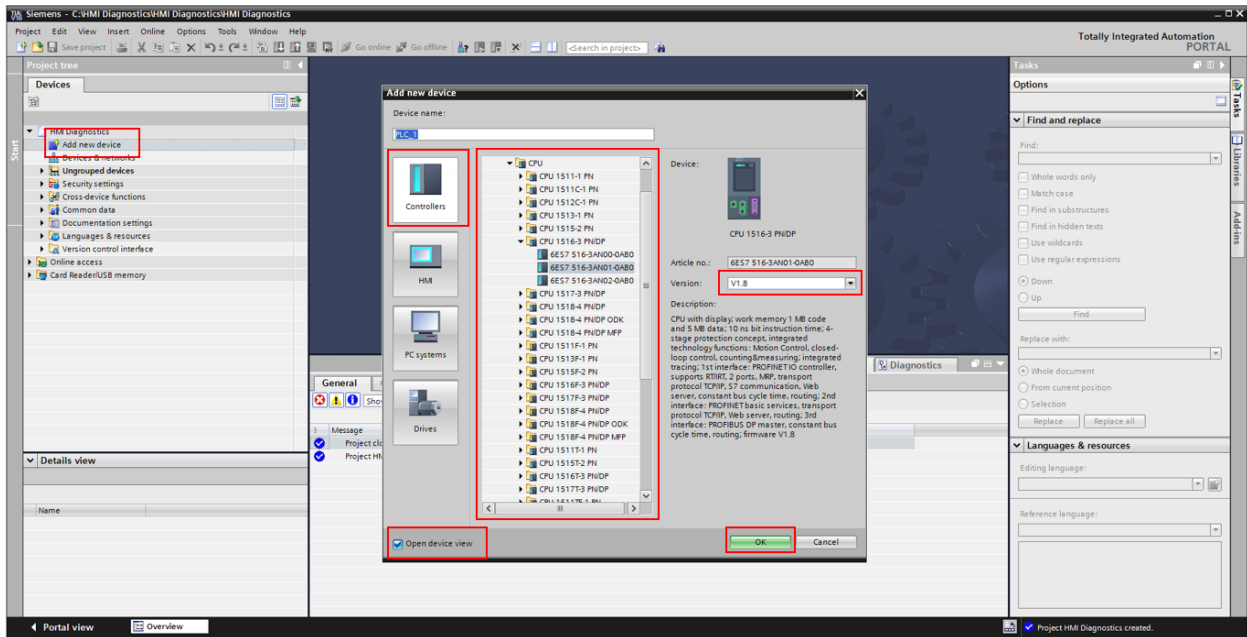 Siemens - C:\HMI Diagnostics\HMI Diagnostics\HMI Diagnostics
Project Edit View Insert Online Options Tools Window Help
Save project
Go online
Go offline
<Search in project>
Totally Integrated Automation
PORTAL
Project tree
Devices
Start
HMI Diagnostics
Add new device
Devices & networks
Ungrouped devices
Security settings
Cross-device functions
Common data
Documentation settings
Languages & resources
Version control interface
Online access
Card Reader/USB memory
Details view
Name
General
Message
Project HM
Diagnostics
Add new device
Device name:
PLC_1
Controllers
HMI
PC systems
Drives
CPU
CPU 1511-1 PN
CPU 1511C-1 PN
CPU 1512C-1 PN
CPU 1513-1 PN
CPU 1515-2 PN
CPU 1516-3 PN/DP
6ES7 516-3AN00-0AB0
6ES7 516-3AN01-0AB0
6ES7 516-3AN02-0AB0
CPU 1517-3 PN/DP
CPU 1518-4 PN/DP
CPU 1518-4 PN/DP ODK
CPU 1518-4 PN/DP MFP
CPU 1511F-1 PN
CPU 1513F-1 PN
CPU 1515F-2 PN
CPU 1516F-3 PN/DP
CPU 1517F-3 PN/DP
CPU 1518F-4 PN/DP
CPU 1518F-4 PN/DP ODK
CPU 1518F-4 PN/DP MFP
CPU 1511T-1 PN
CPU 1515T-2 PN
CPU 1516T-3 PN/DP
CPU 1517T-3 PN/DP
Device:
CPU 1516-3 PN/DP
Article no.: 6ES7 516-3AN01-0AB0
Version: V1.8
Description:
CPU with display; work memory 1 MB code
and 5 MB data; 10 ns bit instruction time; 4-
stage protection concept, integrated
technology functions: Motion Control, closed-
loop control, counting&measuring; integrated
tracing; 1st interface: PROFINET IO controller,
supports RT/IRT, 2 ports, MRP, transport
protocol TCP/IP, S7 communication, Web
server, constant bus cycle time, routing; 2nd
interface: PROFINET basic services, transport
protocol TCP/IP, Web server, routing; 3rd
interface: PROFIBUS DP master, constant bus
cycle time, routing; firmware V1.8
Open device view
OK
Cancel
Tasks
Options
Find and replace
Find:
Whole words only
Match case
Find in substructures
Find in hidden texts
Use wildcards
Use regular expressions
Down
Up
Find
Replace with:
Whole document
From current position
Selection
Replace
Replace all
Languages & resources
Editing language:
Reference language:
Tasks
Libraries
Add-ins
Portal view
Overview
Project HMI Diagnostics created.